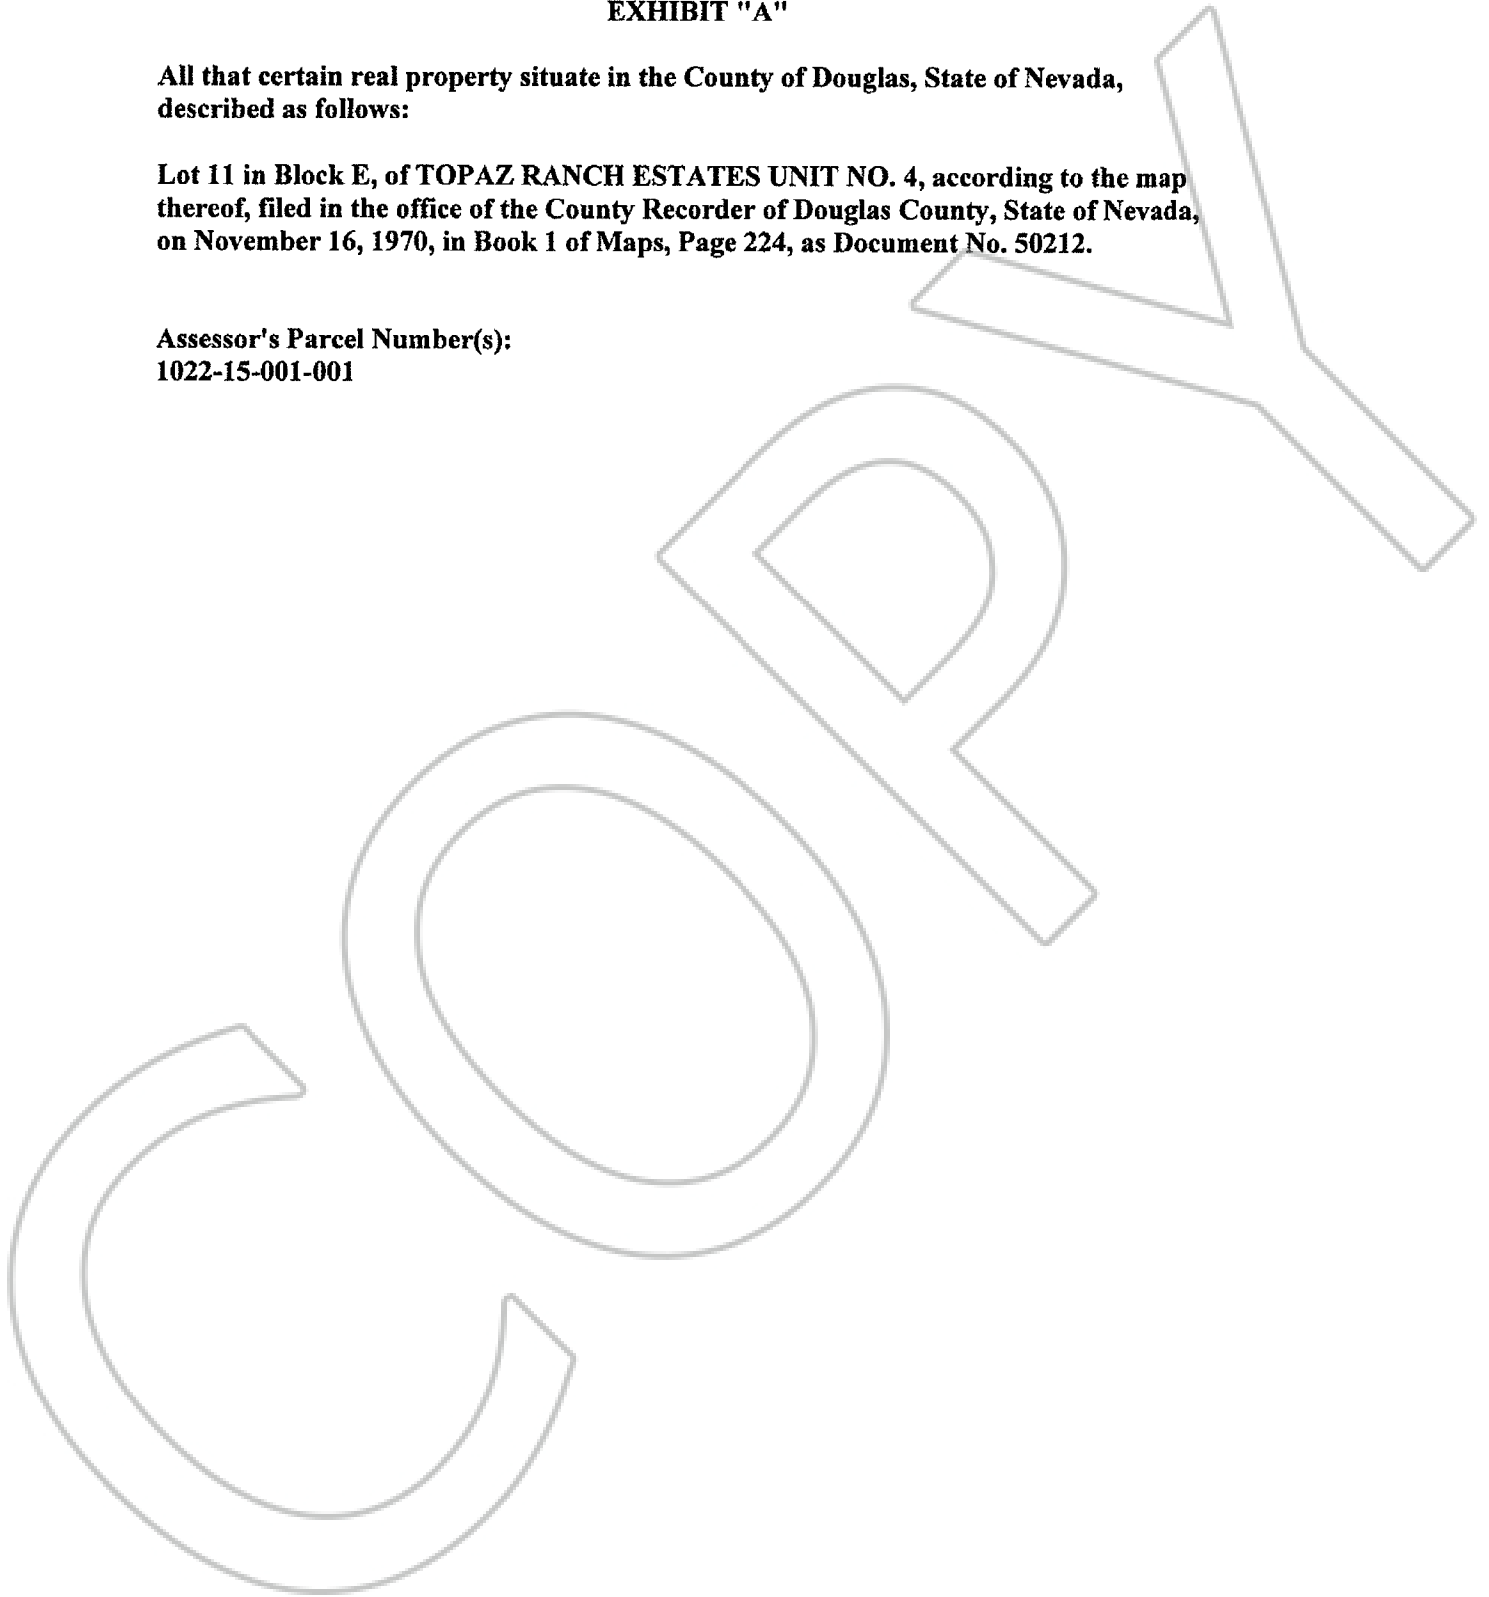 EXHIBIT "A"
All that certain real property situate in the County of Douglas, State of Nevada,
described as follows:
Lot 11 in Block E, of TOPAZ RANCH ESTATES UNIT NO. 4, according to the map
thereof, filed in the office of the County Recorder of Douglas County, State of Nevada,
on November 16, 1970, in Book 1 of Maps, Page 224, as Document No. 50212.
Assessor's Parcel Number(s):
1022-15-001-001
COPY